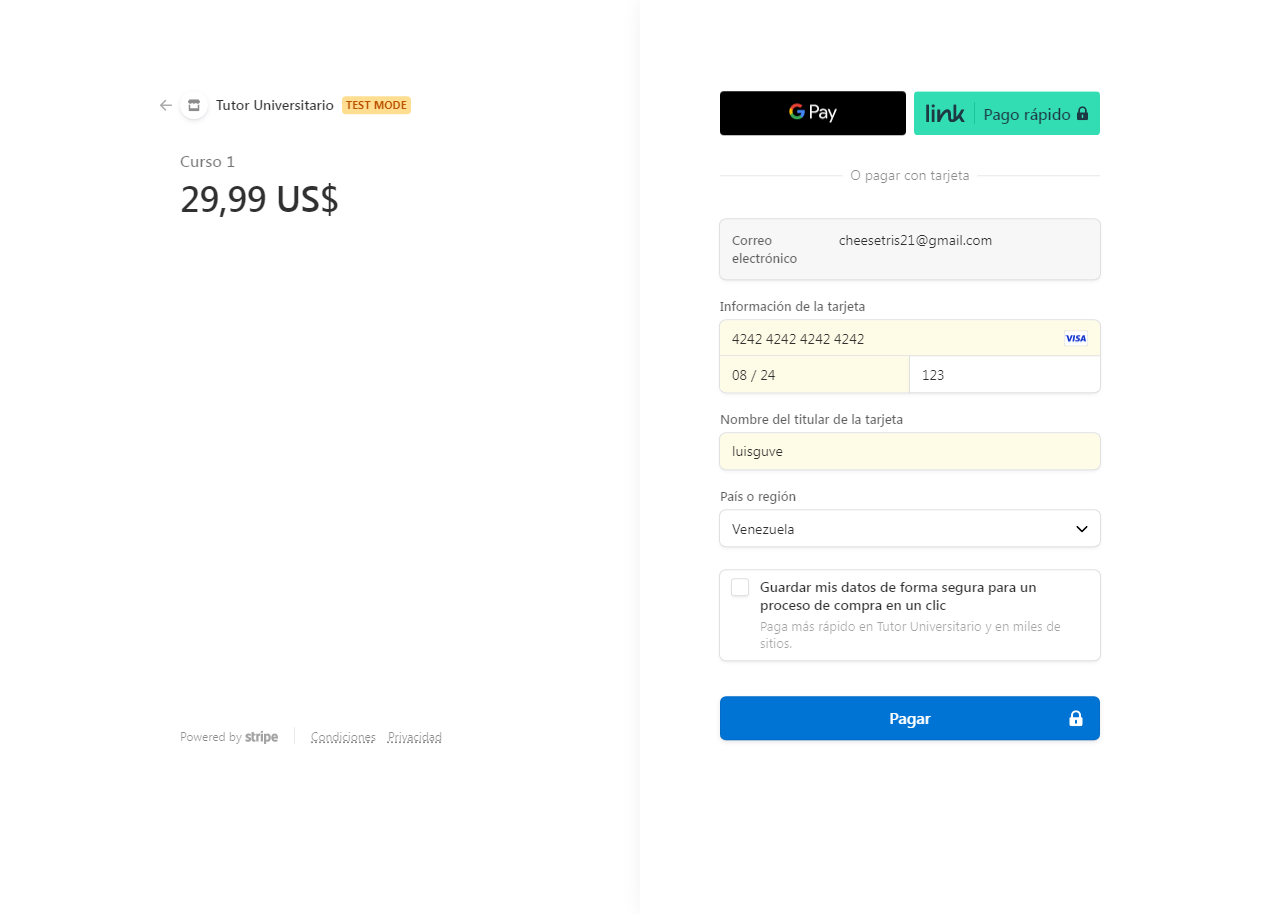 Tutor Universitario TEST MODE
Curso 1
29,99 US$
Powered by stripe Condiciones Privacidad
G Pay
link Pago rápido
O pagar con tarjeta
Correo electrónico
cheesetris21@gmail.com
Información de la tarjeta
4242 4242 4242 4242 VISA
08 / 24 123
Nombre del titular de la tarjeta
luisguve
País o región
Venezuela
Guardar mis datos de forma segura para un
proceso de compra en un clic
Paga más rápido en Tutor Universitario y en miles de
sitios.
Pagar